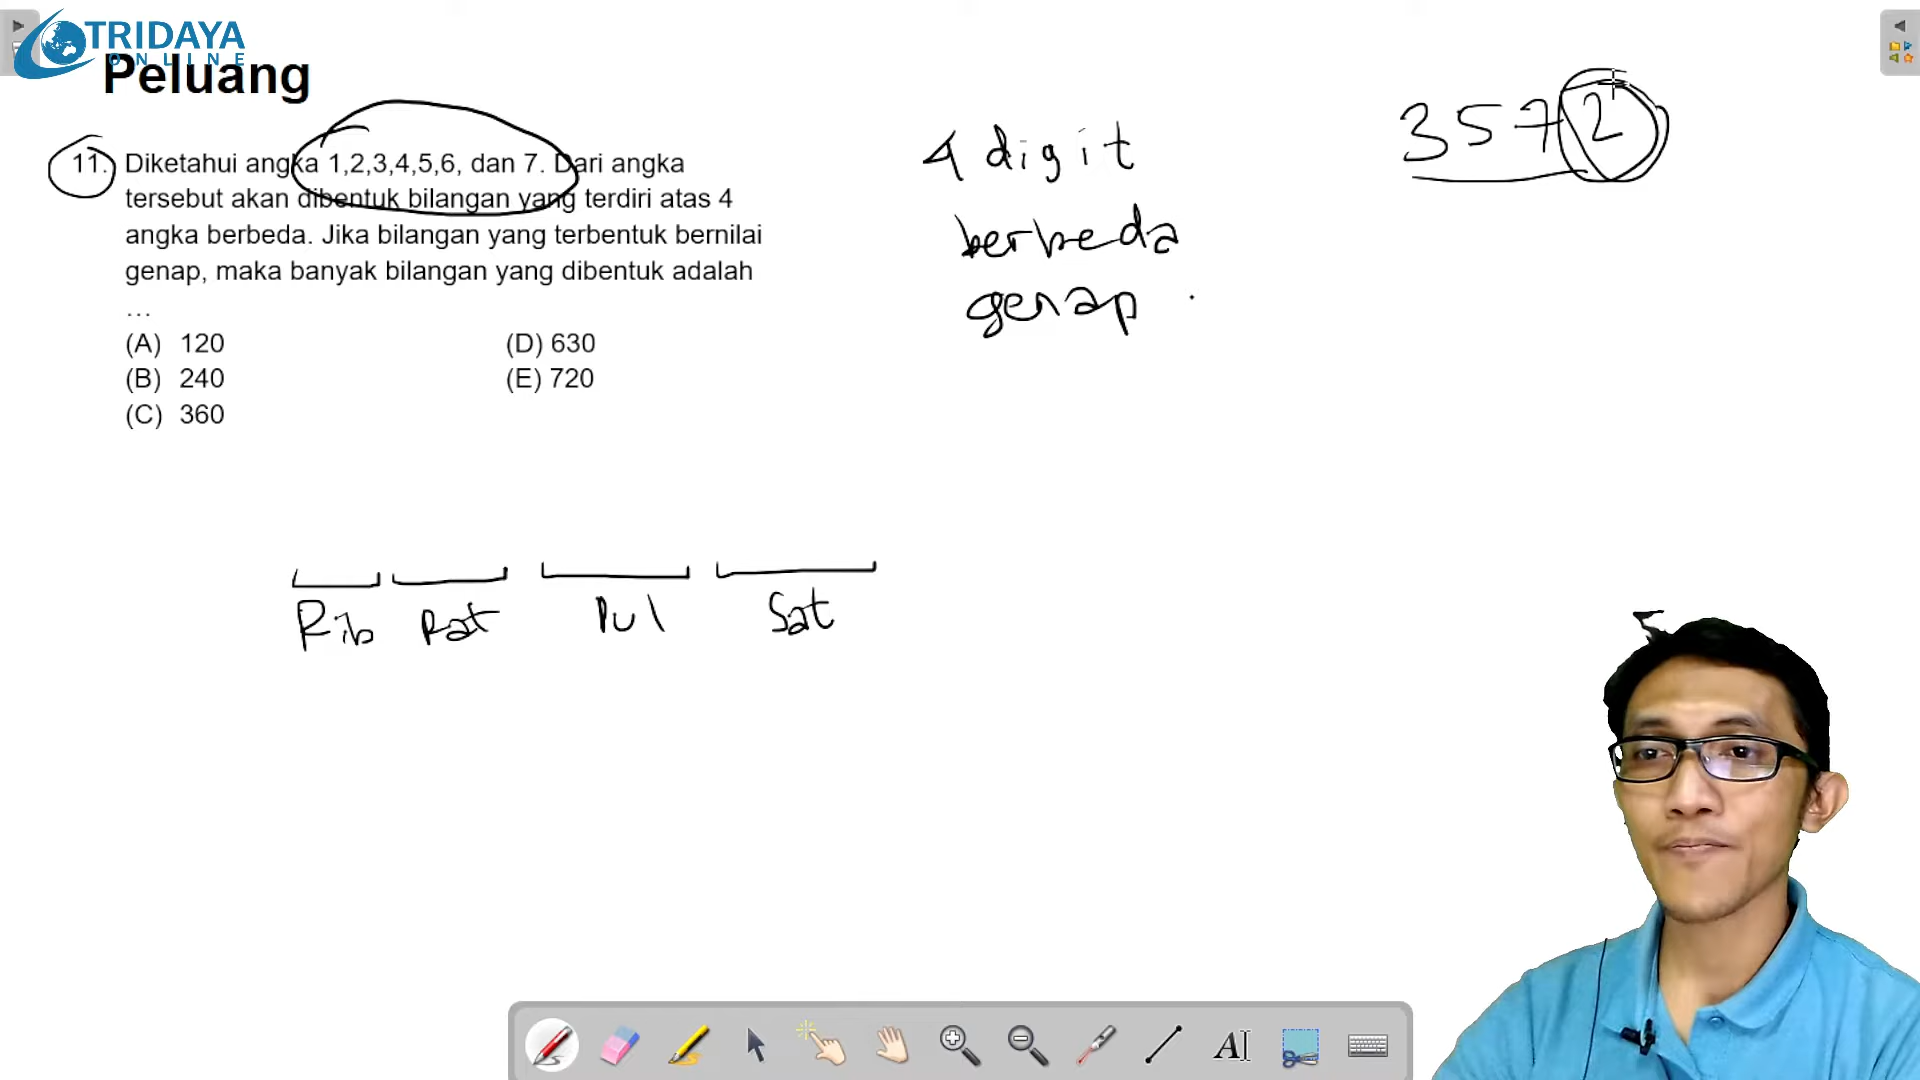 TRIDAYA
ONLINE
Peluang
11. Diketahui angka 1,2,3,4,5,6, dan 7. Dari angka
tersebut akan dibentuk bilangan yang terdiri atas 4
angka berbeda. Jika bilangan yang terbentuk bernilai
genap, maka banyak bilangan yang dibentuk adalah
...
(A) 120
(B) 240
(C) 360
(D) 630
(E) 720
4 digit
berbeda
genap
3572
Rib Rat Pul Sat
AI